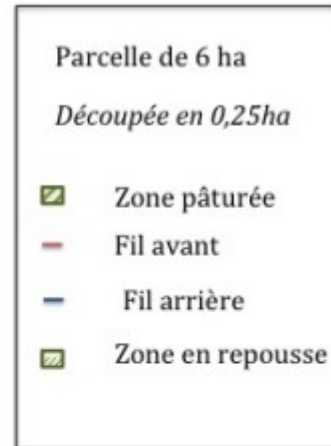 Parcelle de 6 ha
Découpée en 0,25ha
Zone pâturée
Fil avant
Fil arrière
Zone en repousse